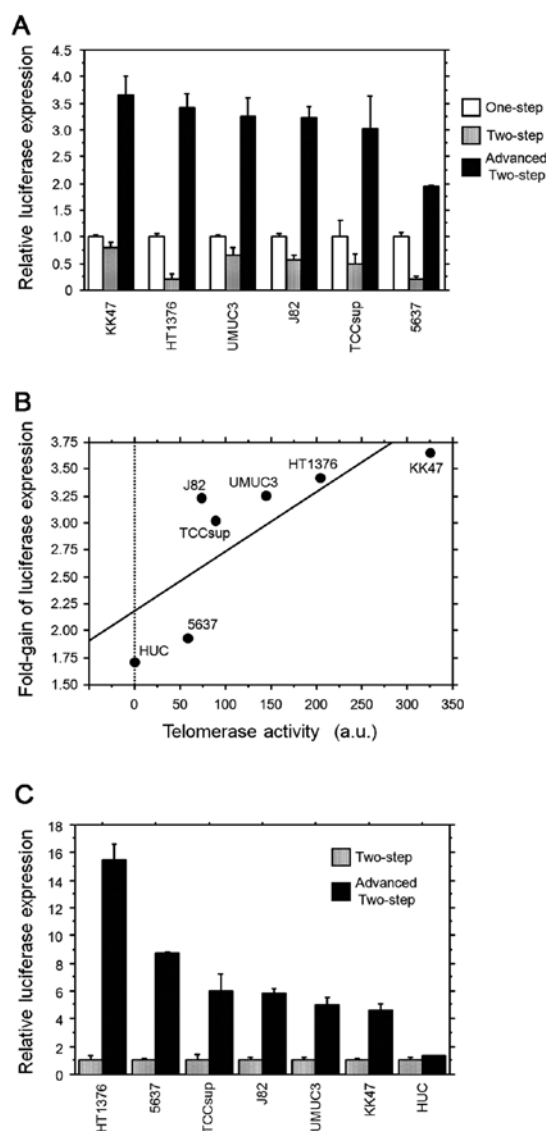 A
Relative luciferase expression
4.5
4.0
3.5
3.0
2.5
2.0
1.5
1.0
0.5
0
KK47
HT1376
UMUC3
J82
TCCsup
5637
One-step
Two-step
Advanced
Two-step
B
Fold-gain of luciferase expression
3.75
3.50
3.25
3.00
2.75
2.50
2.25
2.00
1.75
1.50
J82
UMUC3
HT1376
KK47
TCCsup
5637
HUC
0
50
100
150
200
250
300
350
Telomerase activity (a.u.)
C
Relative luciferase expression
18
16
14
12
10
8
6
4
2
0
Two-step
Advanced
Two-step
HT1376
5637
TCCsup
J82
UMUC3
KK47
HUC